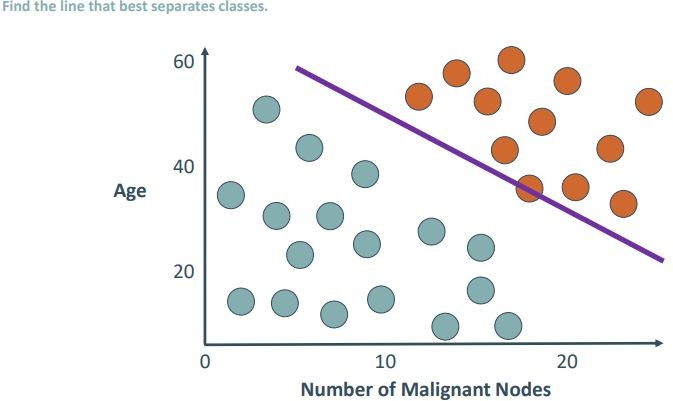 Find the line that best separates classes.
60
40
Age
20
0 10 20
Number of Malignant Nodes